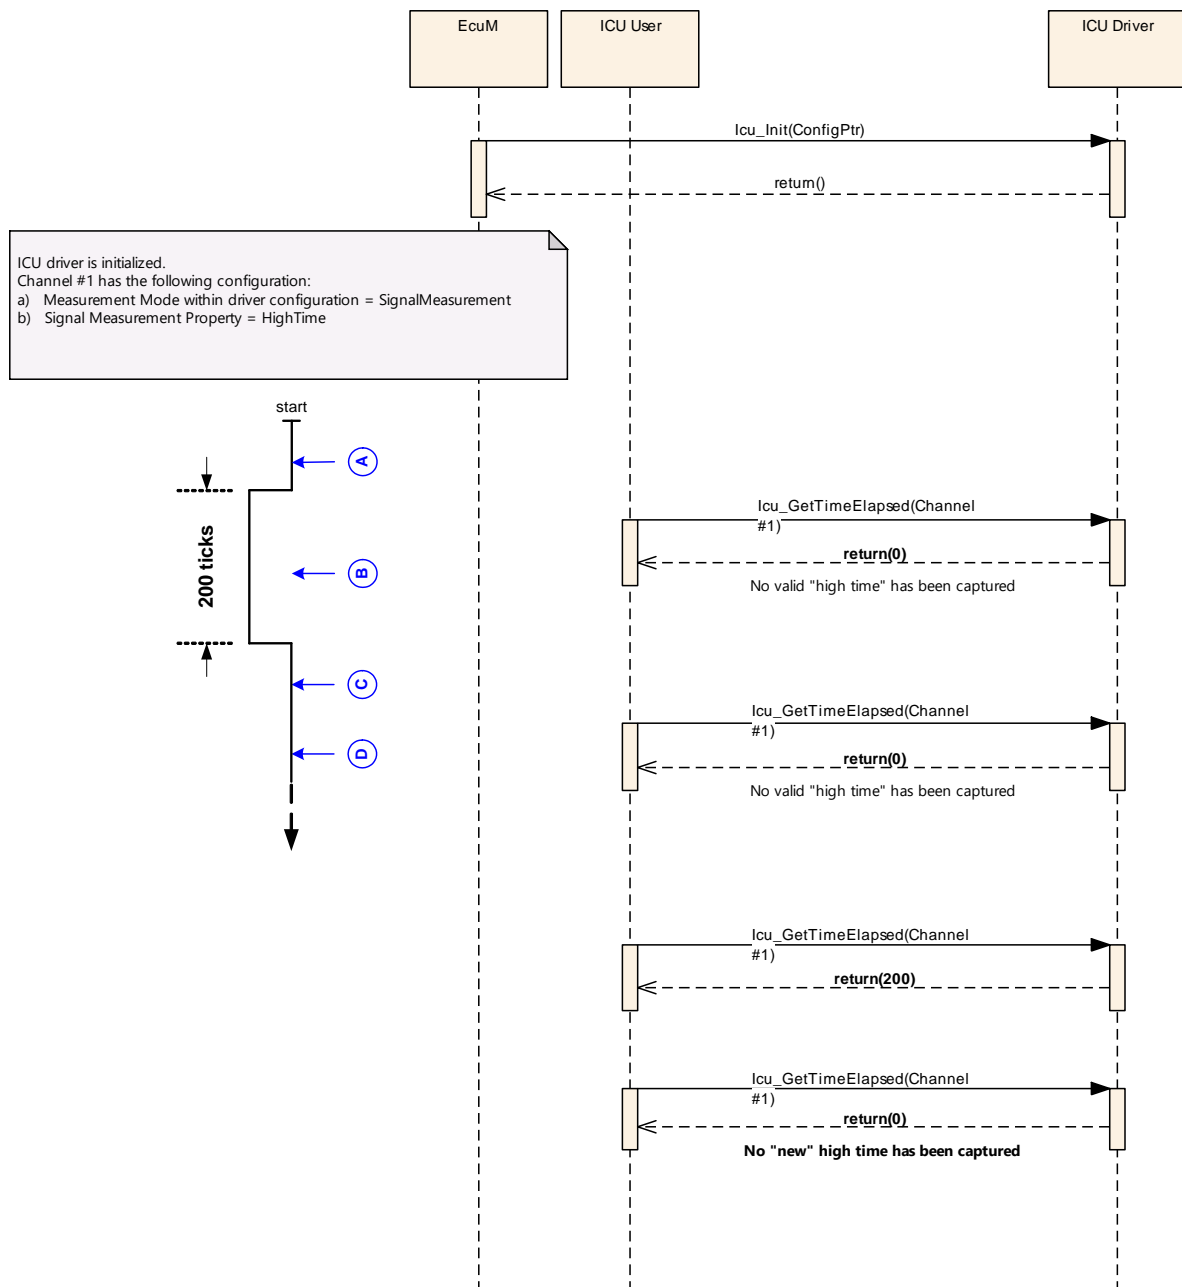 EcuM
ICU User
ICU Driver
Icu_Init(ConfigPtr)
return()
ICU driver is initialized.
Channel #1 has the following configuration:
a) Measurement Mode within driver configuration = SignalMeasurement
b) Signal Measurement Property = HighTime
start
A
200 ticks
B
C
D
Icu_GetTimeElapsed(Channel
#1)
return(0)
No valid "high time" has been captured
Icu_GetTimeElapsed(Channel
#1)
return(0)
No valid "high time" has been captured
Icu_GetTimeElapsed(Channel
#1)
return(200)
Icu_GetTimeElapsed(Channel
#1)
return(0)
No "new" high time has been captured